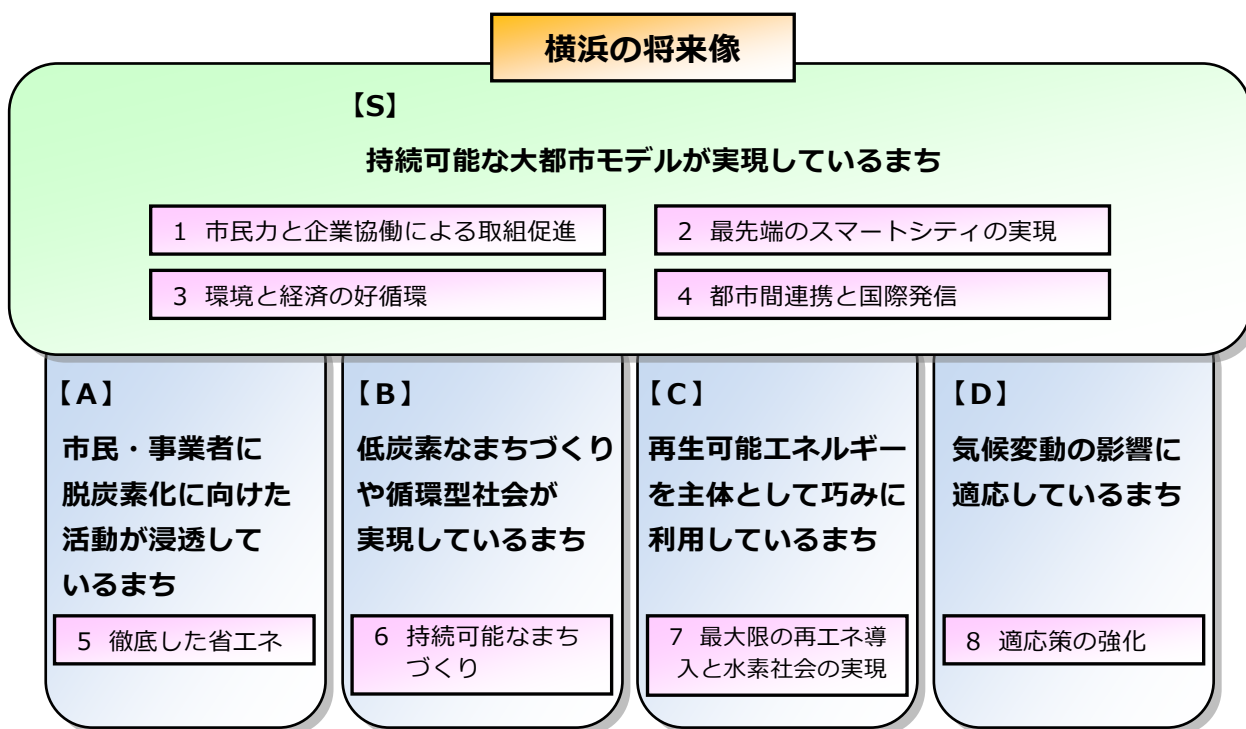 横浜の将来像
【S】
持続可能な大都市モデルが実現しているまち
1 市民力と企業協働による取組促進
2 最先端のスマートシティの実現
3 環境と経済の好循環
4 都市間連携と国際発信
【A】
市民・事業者に
脱炭素化に向けた
活動が浸透して
いるまち
5 徹底した省エネ
【B】
低炭素なまちづくり
や循環型社会が
実現しているまち
6 持続可能なまち
づくり
【C】
再生可能エネルギー
を主体として巧みに
利用しているまち
7 最大限の再エネ導
入と水素社会の実現
【D】
気候変動の影響に
適応しているまち
8 適応策の強化